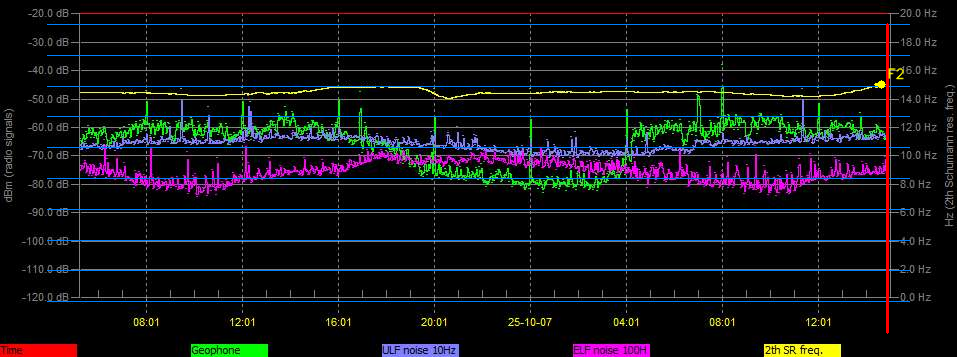 -20.0 dB 20.0 Hz
-30.0 dB 18.0 Hz
-40.0 dB 16.0 Hz
F2
-50.0 dB 14.0 Hz
-60.0 dB 12.0 Hz
-70.0 dB 10.0 Hz
-80.0 dB 8.0 Hz
-90.0 dB 6.0 Hz
-100.0 dB 4.0 Hz
-110.0 dB 2.0 Hz
-120.0 dB 0.0 Hz
dBm (radio signals)
Hz (2th Schumann res. freq.)
08:01 12:01 16:01 20:01 25-10-07 04:01 08:01 12:01
Time Geophone ULF noise 10Hz ELF noise 100H 2th SR freq.